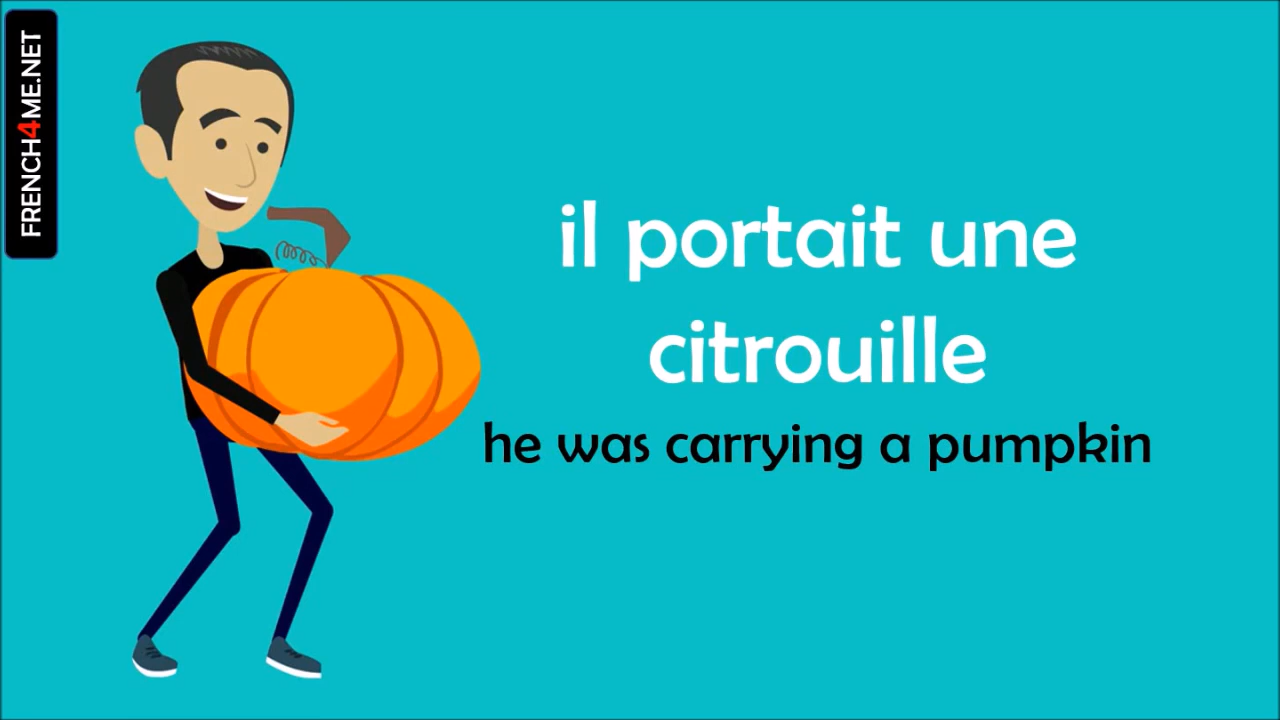 FRENCH4ME.NET
il portait une
citrouille
he was carrying a pumpkin